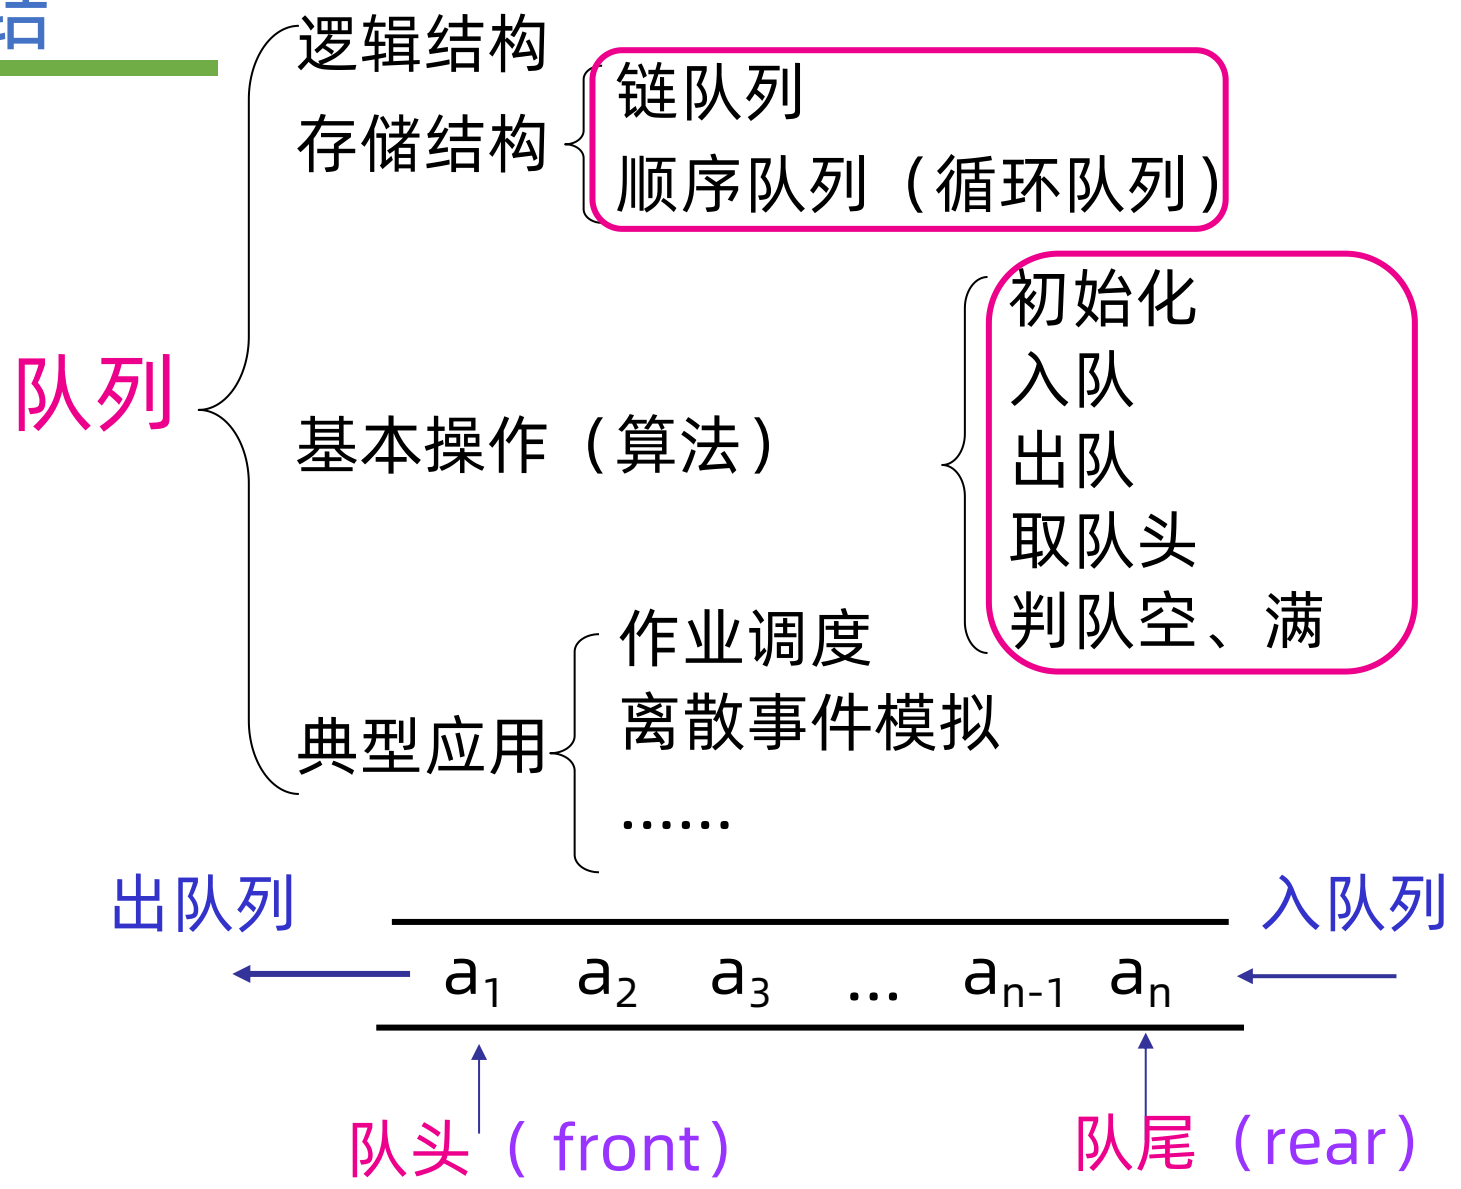 结
逻辑结构
存储结构
链队列
顺序队列（循环队列）
队列
基本操作（算法）
初始化
入队
出队
取队头
判队空、满
典型应用
作业调度
离散事件模拟
……
出队列
入队列
a1 a2 a3 … an-1 an
队头（front）
队尾（rear）